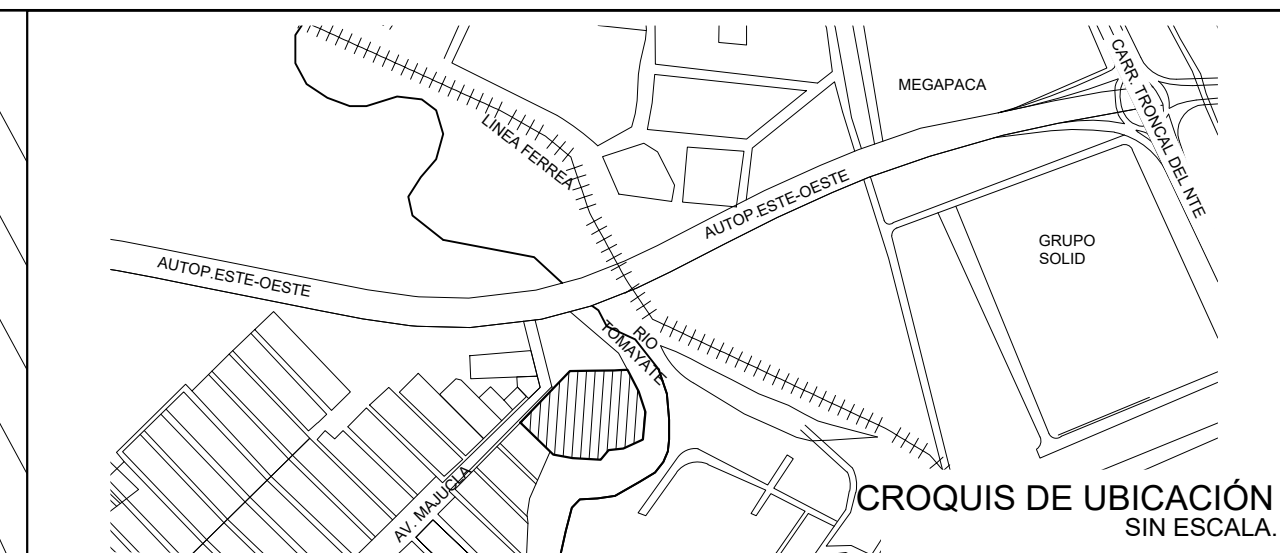 MEGAPACA
CARR. TRONCAL DEL NTE
LINEA FERREA
AUTOP.ESTE-OESTE
GRUPO
SOLID
AUTOP.ESTE-OESTE
RIO
TOMAYATE
AV. MAJUCLA
CROQUIS DE UBICACIÓN
SIN ESCALA.